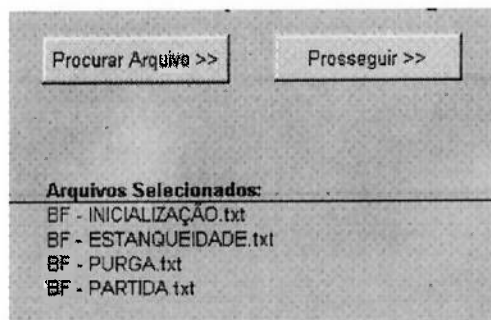 Procurar Arquivo >>
Prosseguir >>
Arquivos Selecionados:
BF - INICIALIZAÇÃO.txt
BF - ESTANQUEIDADE.txt
BF - PURGA.txt
BF - PARTIDA.txt